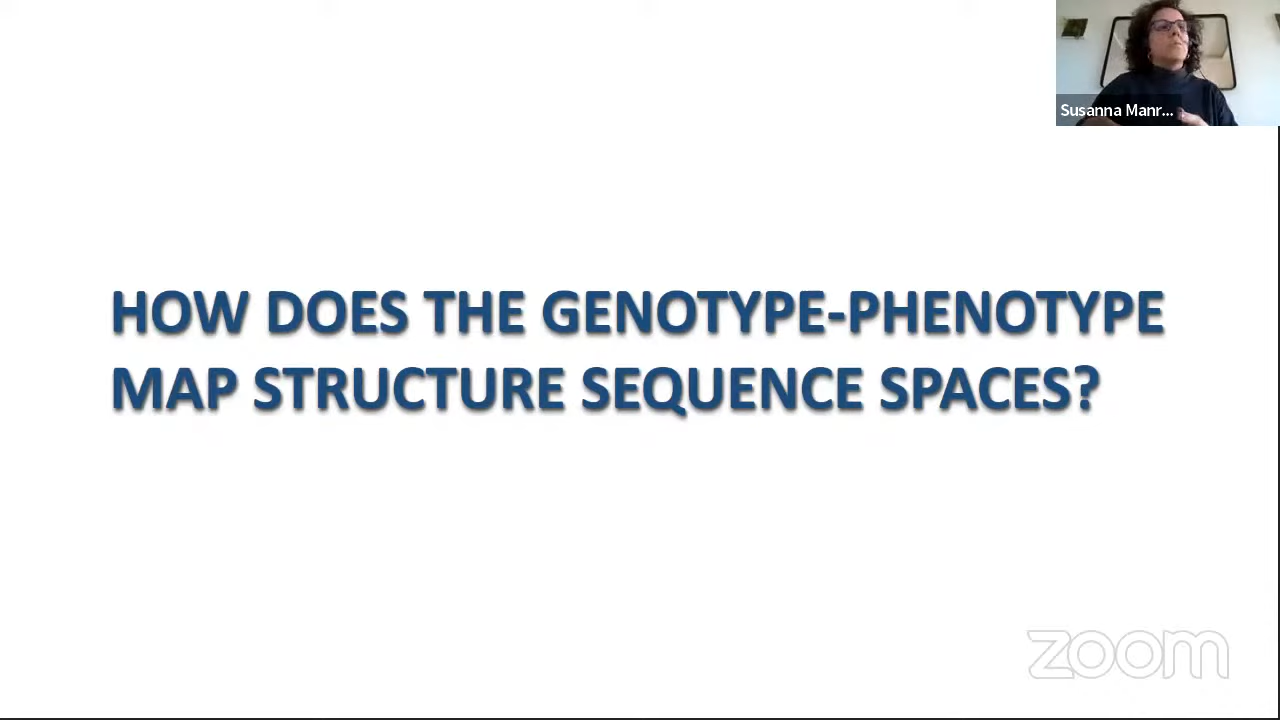 Susanna Manr...
HOW DOES THE GENOTYPE-PHENOTYPE
MAP STRUCTURE SEQUENCE SPACES?
zoom